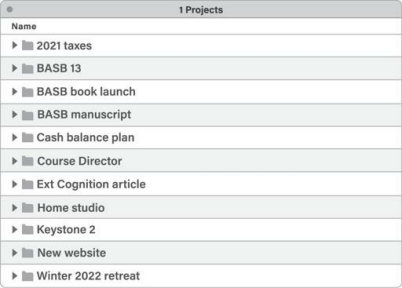 1 Projects
Name
2021 taxes
BASB 13
BASB book launch
BASB manuscript
Cash balance plan
Course Director
Ext Cognition article
Home studio
Keystone 2
New website
Winter 2022 retreat